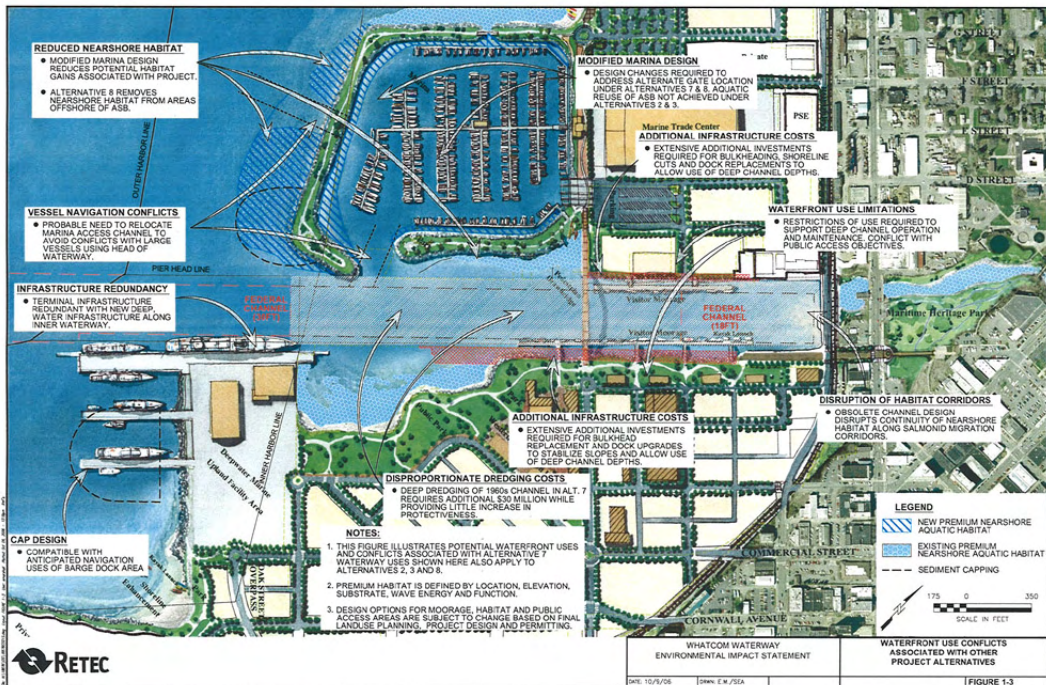 REDUCED NEARSHORE HABITAT
• MODIFIED MARINA DESIGN
REDUCES POTENTIAL HABITAT
GAINS ASSOCIATED WITH PROJECT.
• ALTERNATIVE 8 REMOVES
NEARSHORE HABITAT FROM AREAS
OFFSHORE OF ASB.
OUTER HARBOR LINE
VESSEL NAVIGATION CONFLICTS
• PROBABLE NEED TO RELOCATE
MARINA ACCESS CHANNEL TO
AVOID CONFLICTS WITH LARGE
VESSELS USING HEAD OF
WATERWAY.
PIER HEAD LINE
INFRASTRUCTURE REDUNDANCY
• TERMINAL INFRASTRUCTURE
REDUNDANT WITH NEW DEEP,
WATER INFRASTRUCTURE ALONG
INNER WATERWAY.
MODIFIED MARINA DESIGN
• DESIGN CHANGES REQUIRED TO
ADDRESS ALTERNATE GATE LOCATION
UNDER ALTERNATIVES 7 & 8. AQUATIC
REUSE OF ASB NOT ACHIEVED UNDER
ALTERNATIVES 2 & 3.
ate
PSE
Marine Trade Center
F STREET
E STREET
D STREET
ADDITIONAL INFRASTRUCTURE COSTS
• EXTENSIVE ADDITIONAL INVESTMENTS
REQUIRED FOR BULKHEADING, SHORELINE
CUTS AND DOCK REPLACEMENTS TO
ALLOW USE OF DEEP CHANNEL DEPTHS.
WATERFRONT USE LIMITATIONS
• RESTRICTIONS OF USE REQUIRED TO
SUPPORT DEEP CHANNEL OPERATION
AND MAINTENANCE. CONFLICT WITH
PUBLIC ACCESS OBJECTIVES.
FEDERAL
CHANNEL
Visitor Moorage
FEDERAL
CHANNEL
(18FT)
Visitor Moorage
Kayak Launch
Maritime Heritage Park
DISRUPTION OF HABITAT CORRIDORS
• OBSOLETE CHANNEL DESIGN
DISRUPTS CONTINUITY OF NEARSHORE
HABITAT ALONG SALMONID MIGRATION
CORRIDORS.
ADDITIONAL INFRASTRUCTURE COSTS
• EXTENSIVE ADDITIONAL INVESTMENTS
REQUIRED FOR BULKHEAD
REPLACEMENT AND DOCK UPGRADES
TO STABILIZE SLOPES AND ALLOW USE
OF DEEP CHANNEL DEPTHS.
INNER HARBOR LINE
Deepwater Marine
Upland Facility Area
DISPROPORTIONATE DREDGING COSTS
• DEEP DREDGING OF 1960s CHANNEL IN ALT. 7
REQUIRES ADDITIONAL $30 MILLION WHILE
PROVIDING LITTLE INCREASE IN
PROTECTIVENESS.
CAP DESIGN
• COMPATIBLE WITH
ANTICIPATED NAVIGATION
USES OF BARGE DOCK AREA
Shoreline
Enhancement
OAK STREET
OVERPASS
NOTES:
1. THIS FIGURE ILLUSTRATES POTENTIAL WATERFRONT USES
AND CONFLICTS ASSOCIATED WITH ALTERNATIVE 7
WATERWAY USES SHOWN HERE ALSO APPLY TO
ALTERNATIVES 2, 3 AND 8.
2. PREMIUM HABITAT IS DEFINED BY LOCATION, ELEVATION,
SUBSTRATE, WAVE ENERGY AND FUNCTION.
3. DESIGN OPTIONS FOR MOORAGE, HABITAT AND PUBLIC
ACCESS AREAS ARE SUBJECT TO CHANGE BASED ON FINAL
LANDUSE PLANNING, PROJECT DESIGN AND PERMITTING.
COMMERCIAL STREET
CORNWALL AVENUE
LEGEND
NEW PREMIUM NEARSHORE
AQUATIC HABITAT
EXISTING PREMIUM
NEARSHORE AQUATIC HABITAT
SEDIMENT CAPPING
175 0 350
SCALE IN FEET
RETEC
WHATCOM WATERWAY
ENVIRONMENTAL IMPACT STATEMENT
WATERFRONT USE CONFLICTS
ASSOCIATED WITH OTHER
PROJECT ALTERNATIVES
DATE: 10/9/06
DRWN: E.M./SEA
FIGURE 1-3